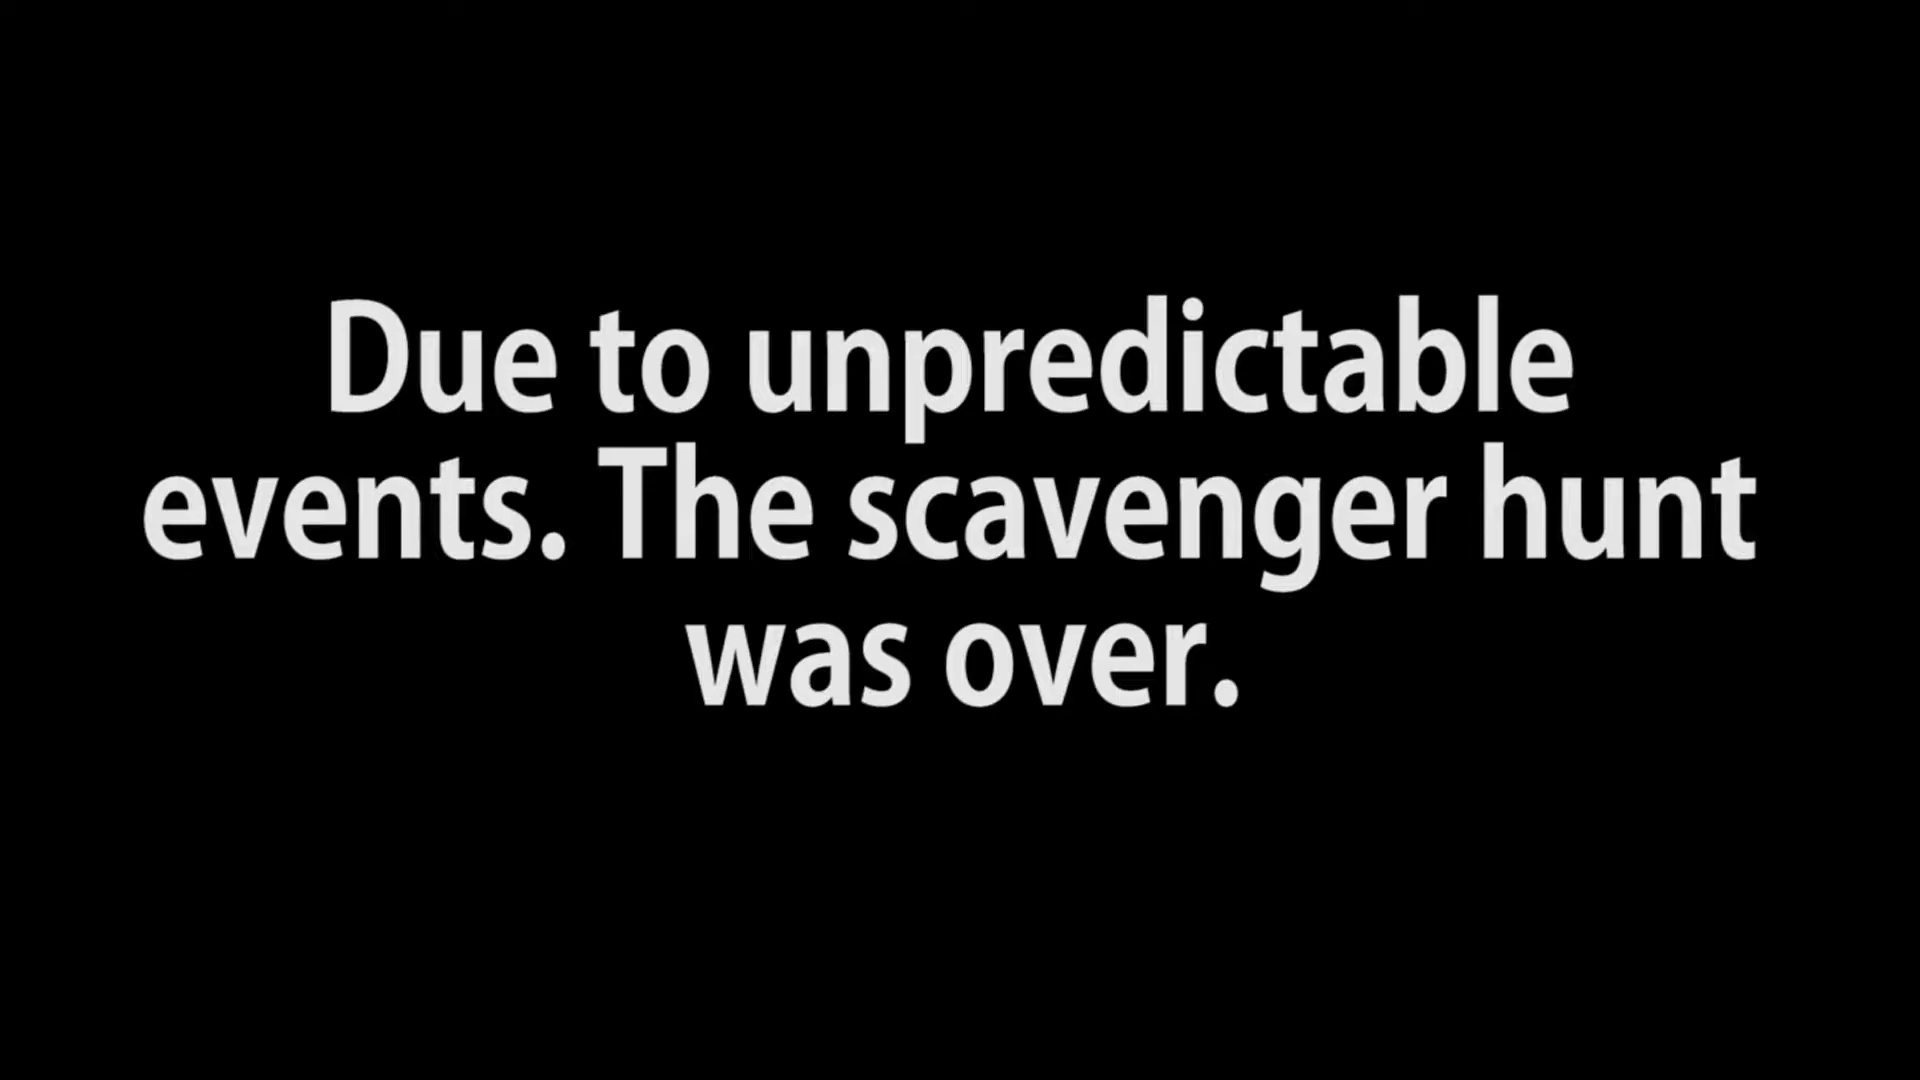 Due to unpredictable
events. The scavenger hunt
was over.